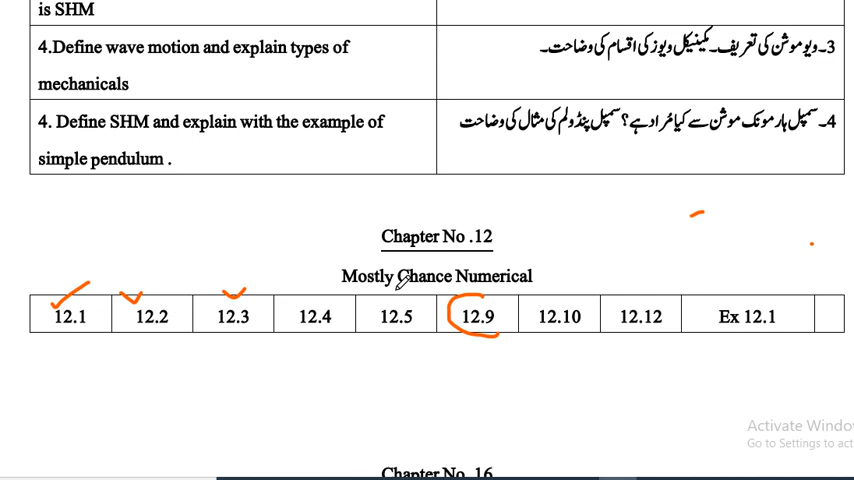 is SHM
4.Define wave motion and explain types of
mechanicals
3۔ویو موشن کی تعریف۔ مکینیکل ویوز کی اقسام کی وضاحت۔
4. Define SHM and explain with the example of
simple pendulum .
4۔ سمپل ہارمونک موشن سے کیا مُراد ہے؟ سمپل پنڈولم کی مثال کی وضاحت
Chapter No .12
Mostly Chance Numerical
12.1 12.2 12.3 12.4 12.5 12.9 12.10 12.12 Ex 12.1
Activate Windo
Go to Settings to act
Chapter No. 16